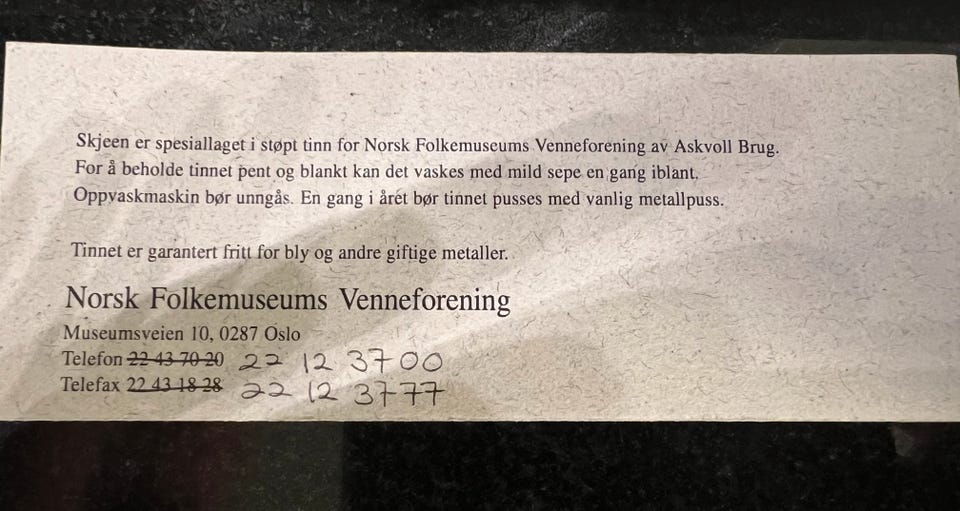 Skjeen er spesiallaget i støpt tinn for Norsk Folkemuseums Venneforening av Askvoll Brug.
For å beholde tinnet pent og blankt kan det vaskes med mild sepe en gang iblant.
Oppvaskmaskin bør unngås. En gang i året bør tinnet pusses med vanlig metallpuss.
Tinnet er garantert fritt for bly og andre giftige metaller.
Norsk Folkemuseums Venneforening
Museumsveien 10, 0287 Oslo
Telefon 22 43 70 20 22 12 37 00
Telefax 22 43 18 28 22 12 37 77